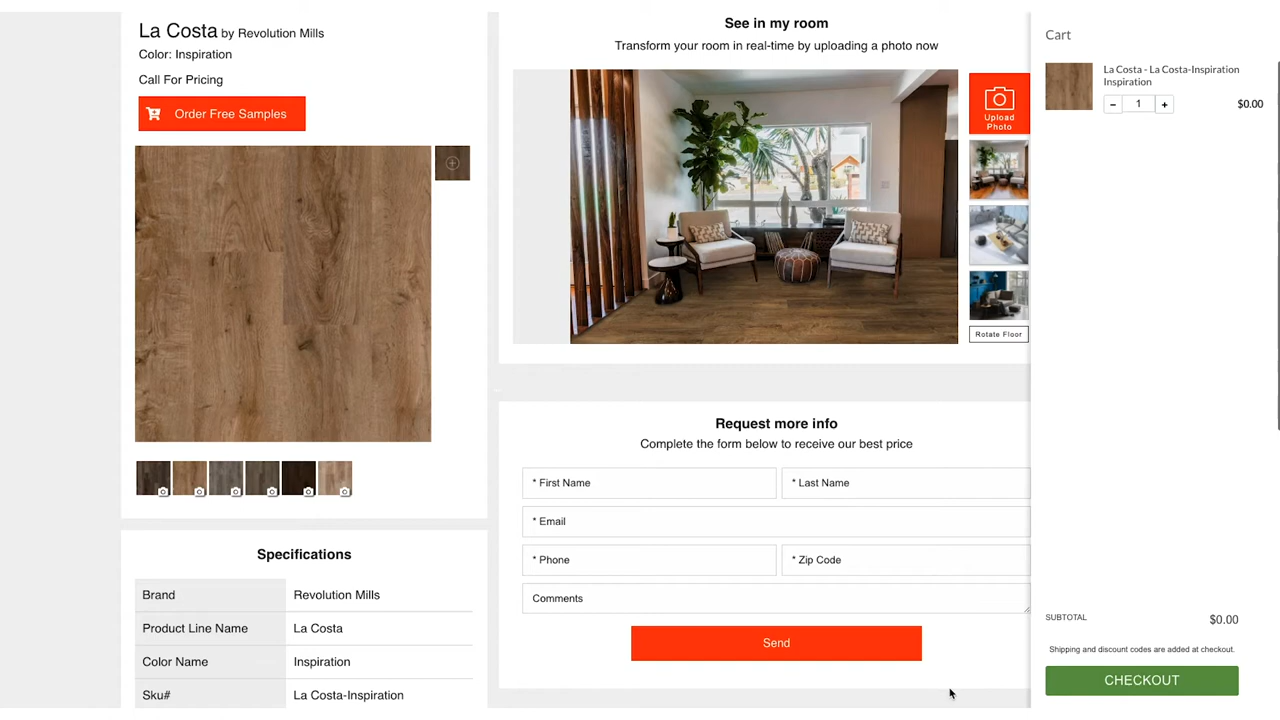 La Costa by Revolution Mills
Color: Inspiration
Call For Pricing
Order Free Samples
Specifications
Brand Revolution Mills
Product Line Name La Costa
Color Name Inspiration
Sku# La Costa-Inspiration
See in my room
Transform your room in real-time by uploading a photo now
Upload
Photo
Rotate Floor
Request more info
Complete the form below to receive our best price
* First Name * Last Name
* Email
* Phone * Zip Code
Comments
Send
Cart
La Costa - La Costa-Inspiration
Inspiration
− 1 + $0.00
SUBTOTAL $0.00
Shipping and discount codes are added at checkout.
CHECKOUT